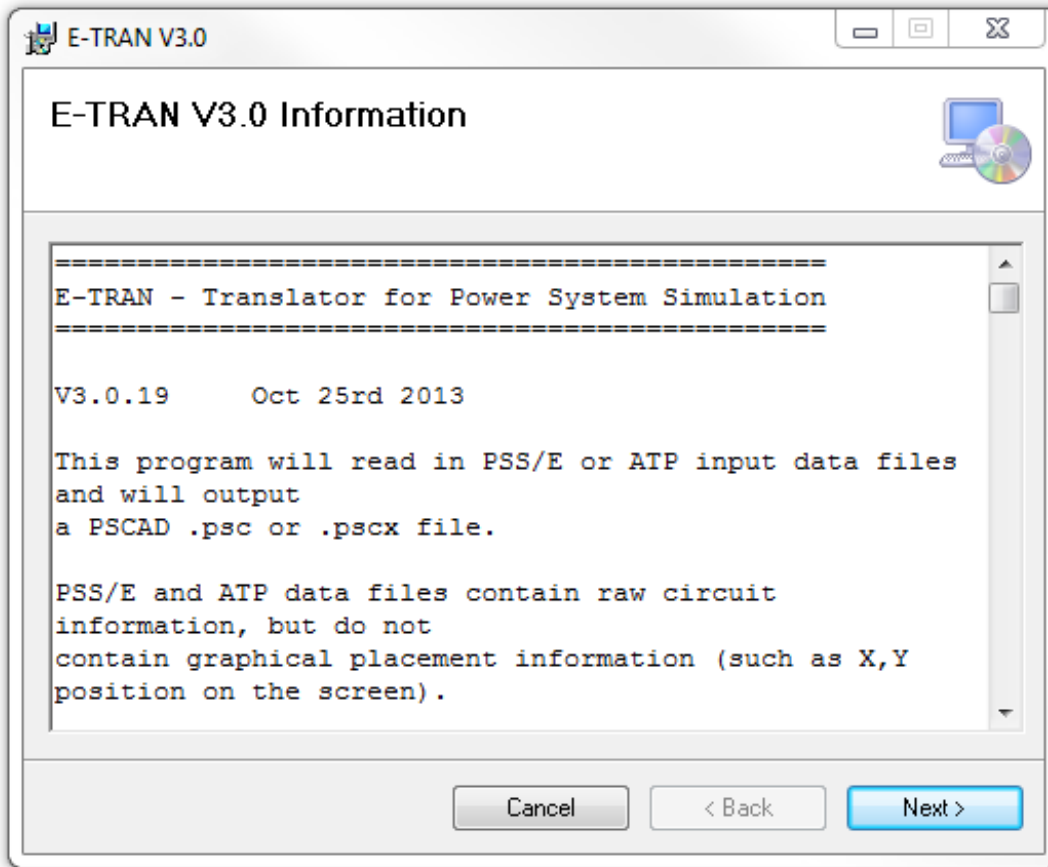 E-TRAN V3.0
E-TRAN V3.0 Information
===============================================
E-TRAN - Translator for Power System Simulation
===============================================
V3.0.19     Oct 25rd 2013
This program will read in PSS/E or ATP input data files
and will output
a PSCAD .psc or .pscx file.
PSS/E and ATP data files contain raw circuit
information, but do not
contain graphical placement information (such as X,Y
position on the screen).
Cancel
< Back
Next >